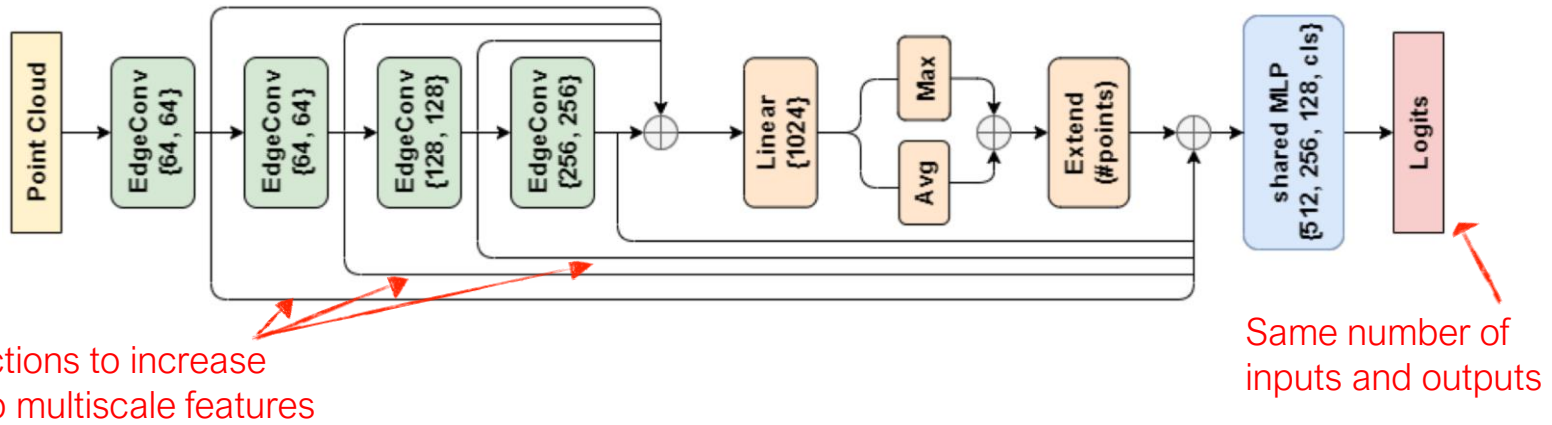 Point Cloud
EdgeConv
{64, 64}
EdgeConv
{64, 64}
EdgeConv
{128, 128}
EdgeConv
{256, 256}
Linear
{1024}
Max
Avg
Extend
(#points)
shared MLP
{512, 256, 128, cls}
Logits
to increase
multiscale features
Same number of
inputs and outputs